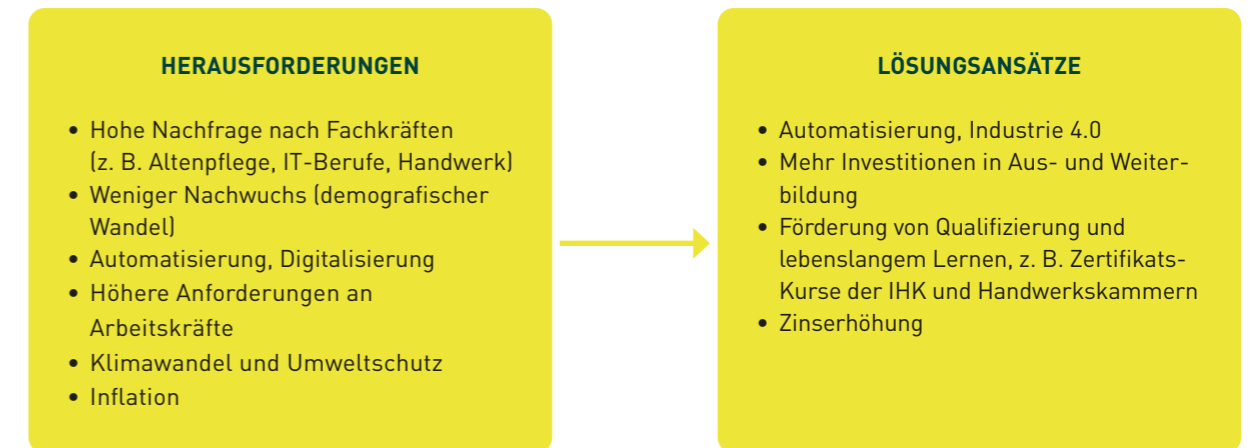 HERAUSFORDERUNGEN
• Hohe Nachfrage nach Fachkräften
(z. B. Altenpflege, IT-Berufe, Handwerk)
• Weniger Nachwuchs (demografischer
Wandel)
• Automatisierung, Digitalisierung
• Höhere Anforderungen an
Arbeitskräfte
• Klimawandel und Umweltschutz
• Inflation
LÖSUNGSANSÄTZE
• Automatisierung, Industrie 4.0
• Mehr Investitionen in Aus- und Weiter-
bildung
• Förderung von Qualifizierung und
lebenslangem Lernen, z. B. Zertifikats-
Kurse der IHK und Handwerkskammern
• Zinserhöhung